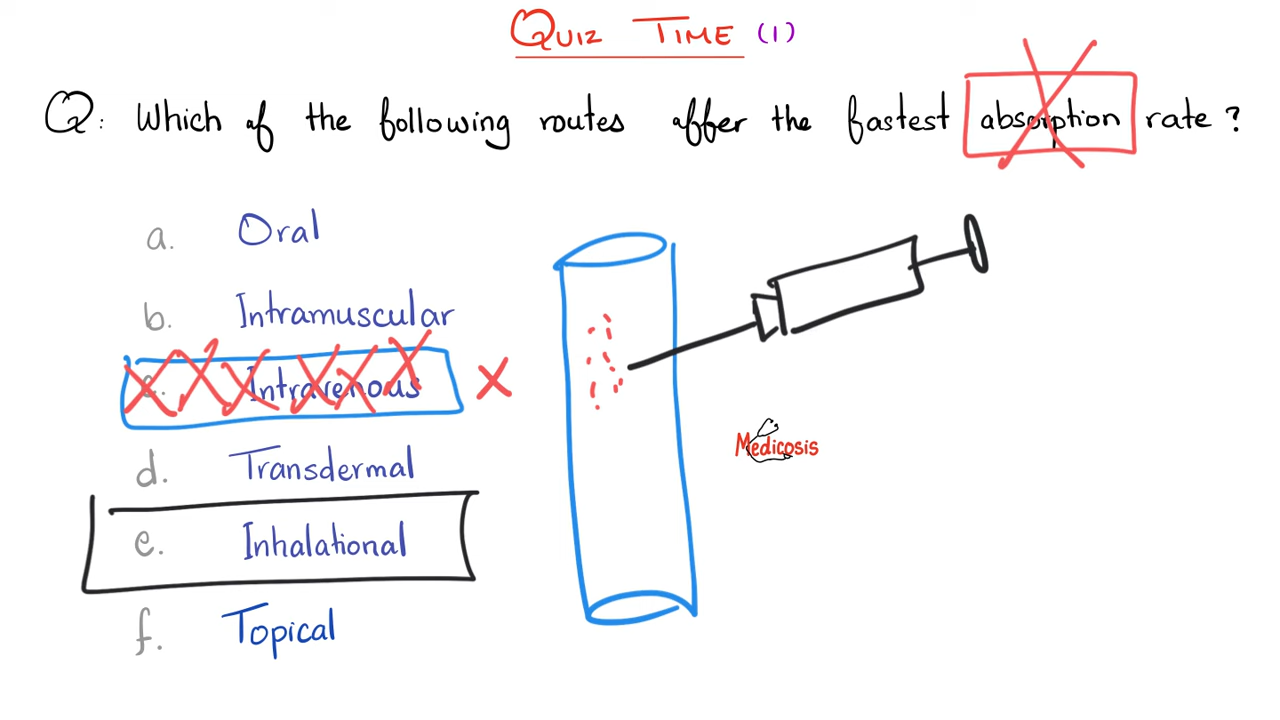 Quiz Time (1)
Q: Which of the following routes offer the fastest absorption rate?
a. Oral
b. Intramuscular
c. Intravenous
d. Transdermal
Medicosis
e. Inhalational
f. Topical